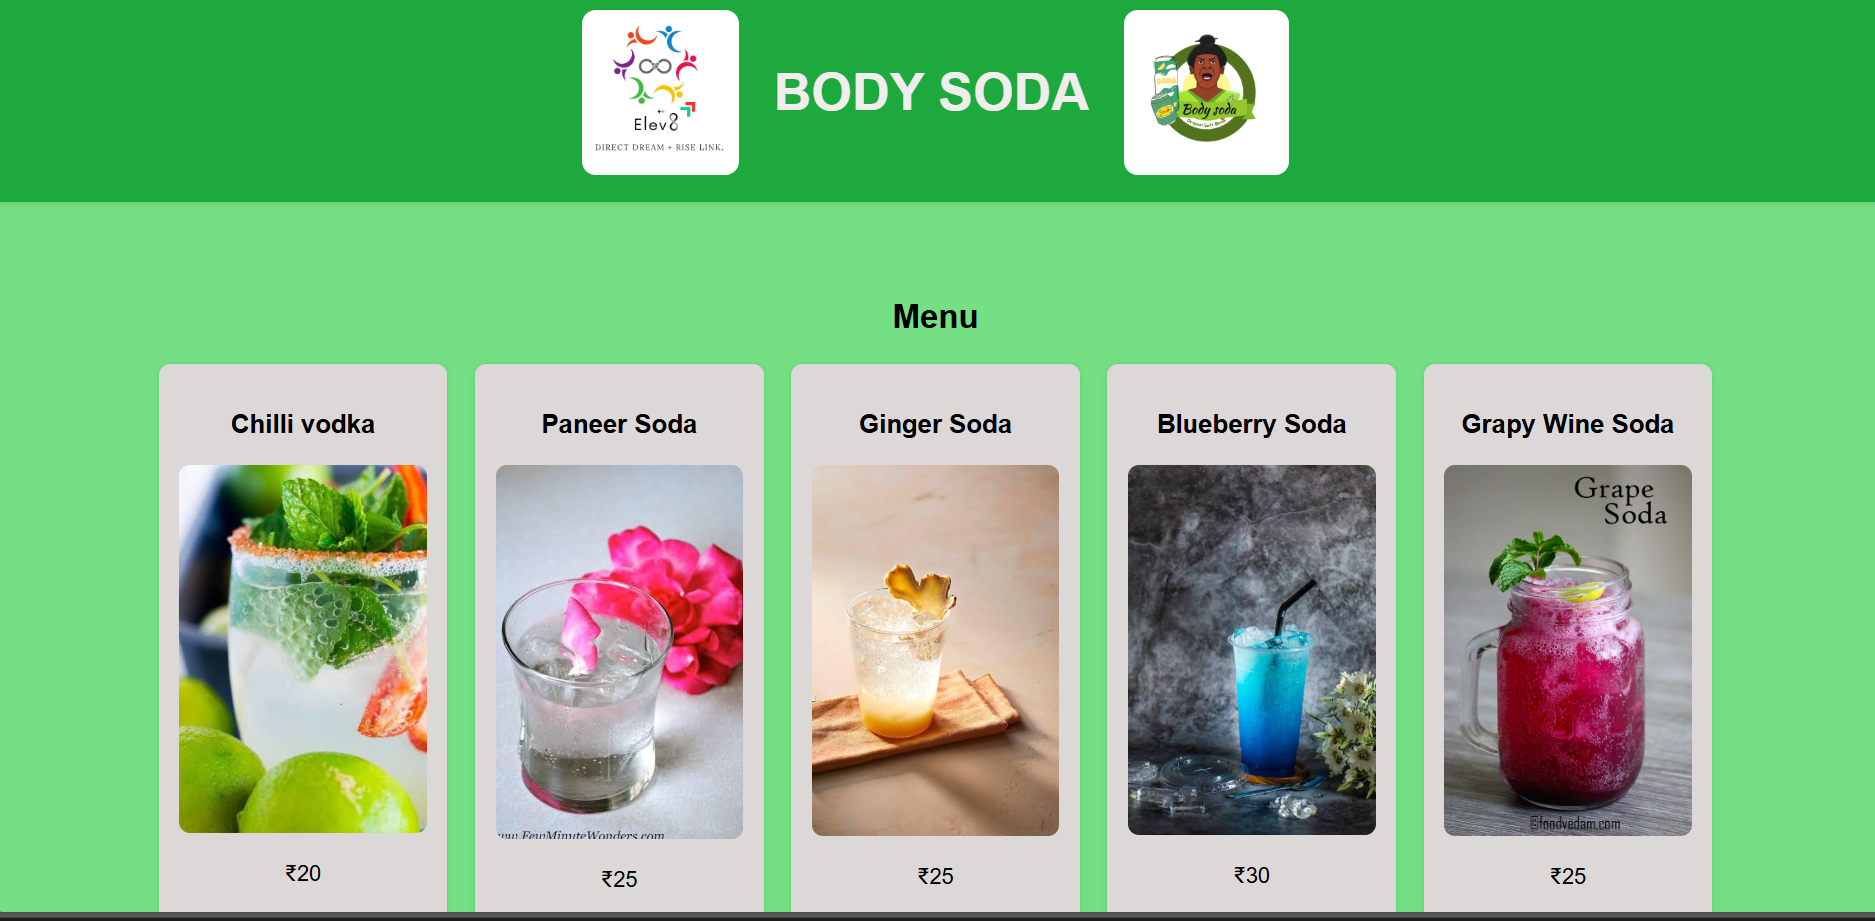 Elev8
DIRECT DREAM + RISE LINK.
BODY SODA
SODA
Body soda
Menu
Chilli vodka
Paneer Soda
Ginger Soda
Blueberry Soda
Grapy Wine Soda
Grape
Soda
FewMinuteWonders.com
@foodvedam.com
₹20
₹25
₹25
₹30
₹25